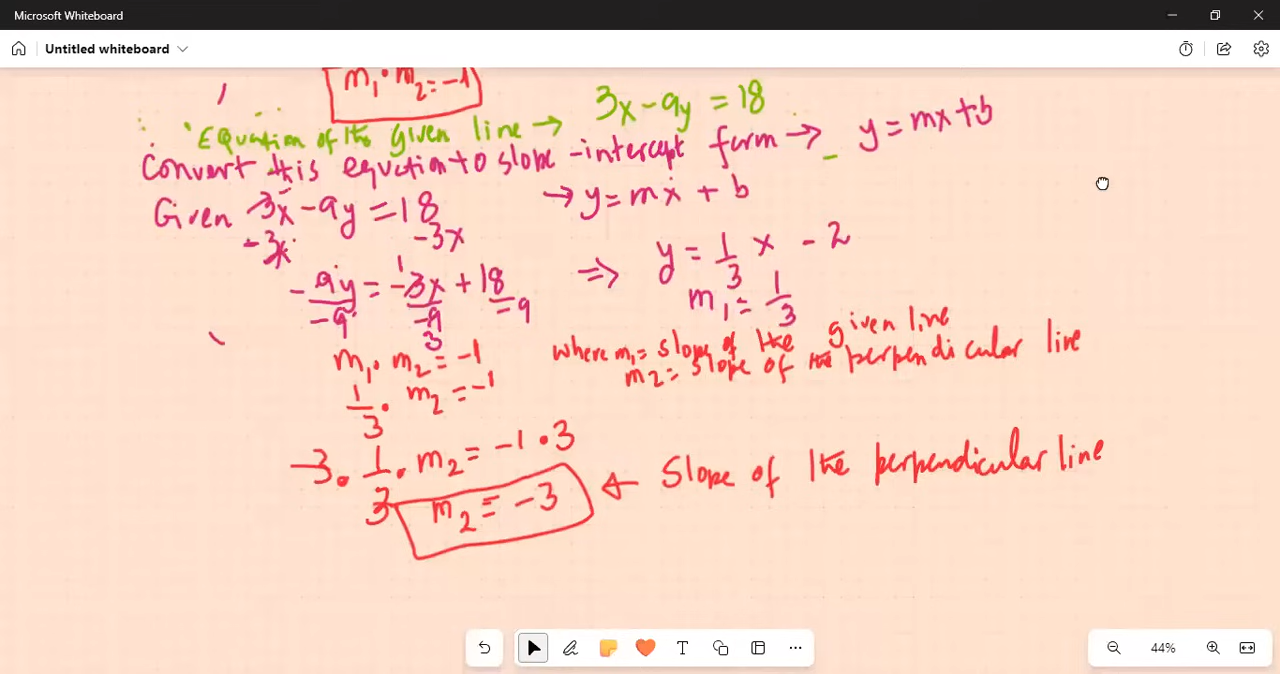 Microsoft Whiteboard
Untitled whiteboard
m₁·m₂=-1
Equation of the given line → 3x-9y = 18
Convert this equation to slope-intercept form → y = mx+b
Given 3x-9y = 18 → y = mx + b
-3x -3x
-9y/-9 = -3x/-9 + 18/-9 ⇒ y = 1/3 x - 2
1 3
m₁ = 1/3
m₁·m₂ = -1 where m₁ = slope of the given line
1/3 · m₂ = -1 m₂ = slope of the perpendicular line
3·1/3·m₂ = -1·3
m₂ = -3 ← Slope of the perpendicular line
T
44%